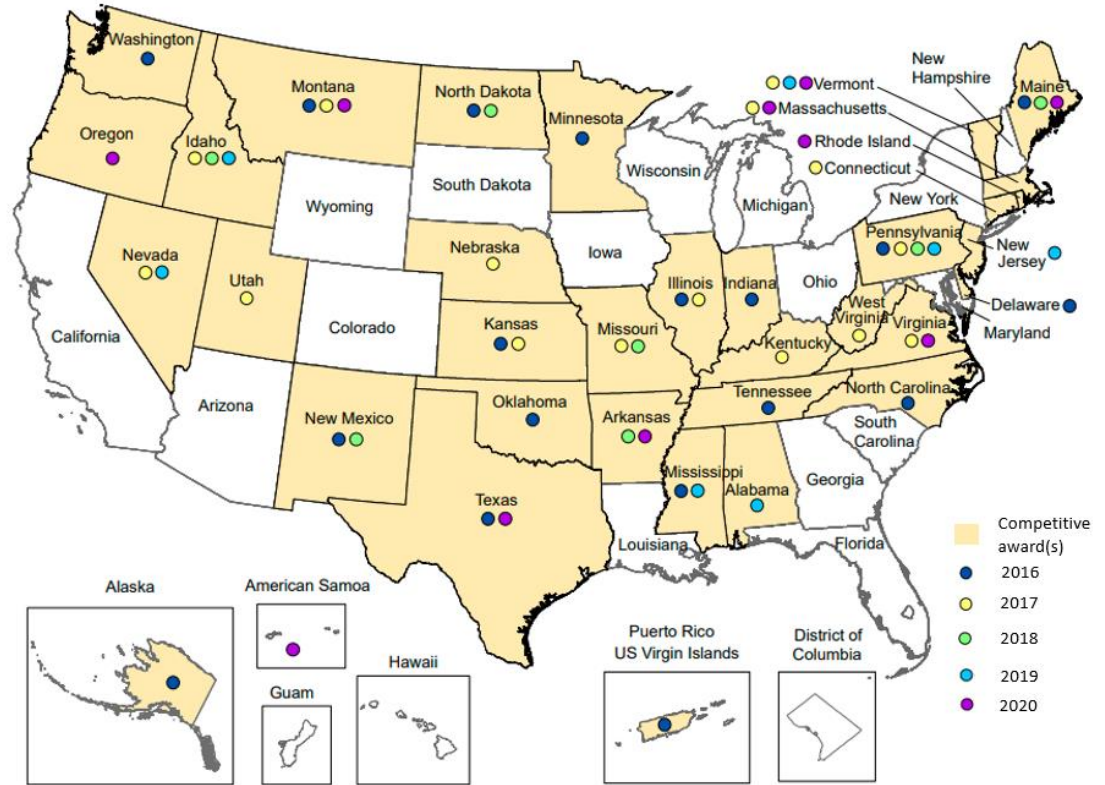 Washington
Montana
North Dakota
Minnesota
Vermont
New
Hampshire
Maine
Massachusetts
Oregon
Idaho
Rhode Island
Connecticut
Wisconsin
South Dakota
Wyoming
Michigan
New York
Pennsylvania
Nebraska
Iowa
New
Jersey
Nevada
Utah
Illinois
Indiana
Ohio
Delaware
Maryland
West
Virginia
Virginia
California
Colorado
Kansas
Missouri
Kentucky
Arizona
New Mexico
Oklahoma
Arkansas
Tennessee
North Carolina
South
Carolina
Mississippi
Alabama
Georgia
Texas
Louisiana
Florida
Competitive
award(s)
2016
2017
2018
2019
2020
Alaska
American Samoa
Guam
Hawaii
Puerto Rico
US Virgin Islands
District of
Columbia